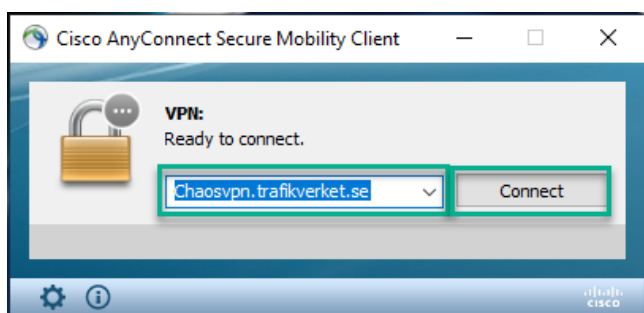 Cisco AnyConnect Secure Mobility Client
VPN:
Ready to connect.
Chaosvpn.trafikverket.se
Connect
CISCO